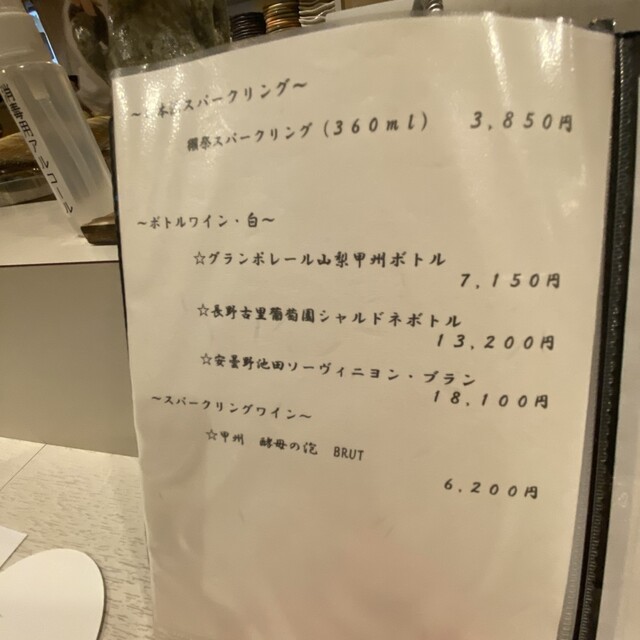 ～日本酒スパークリング～
獺祭スパークリング(360ml) 3,850円
～ボトルワイン・白～
☆グランポレール山梨甲州ボトル
7,150円
☆長野古里葡萄園シャルドネボトル
13,200円
☆安曇野池田ソーヴィニヨン・ブラン
18,100円
～スパークリングワイン～
☆甲州 酵母の泡 BRUT
6,200円